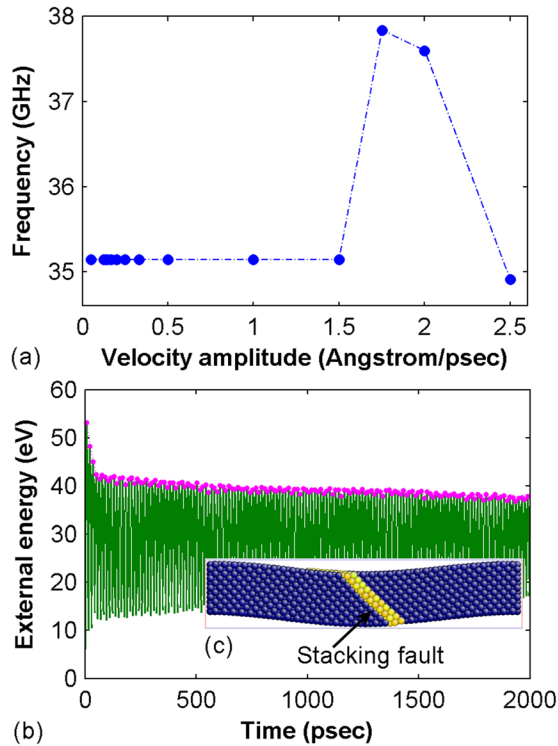 38
37
36
35
Frequency (GHz)
0
0.5
1
1.5
2
2.5
(a)
Velocity amplitude (Angstrom/psec)
60
50
40
30
20
10
0
External energy (eV)
(c)
Stacking fault
0
500
1000
1500
2000
(b)
Time (psec)